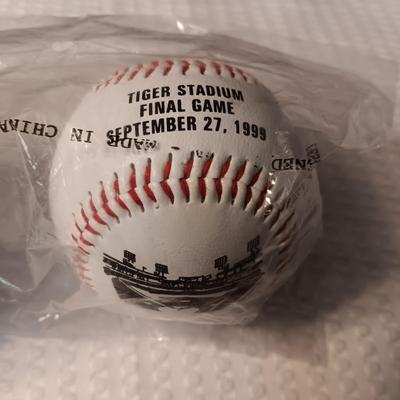 TIGER STADIUM
FINAL GAME
SEPTEMBER 27, 1999
MADE IN CHINA